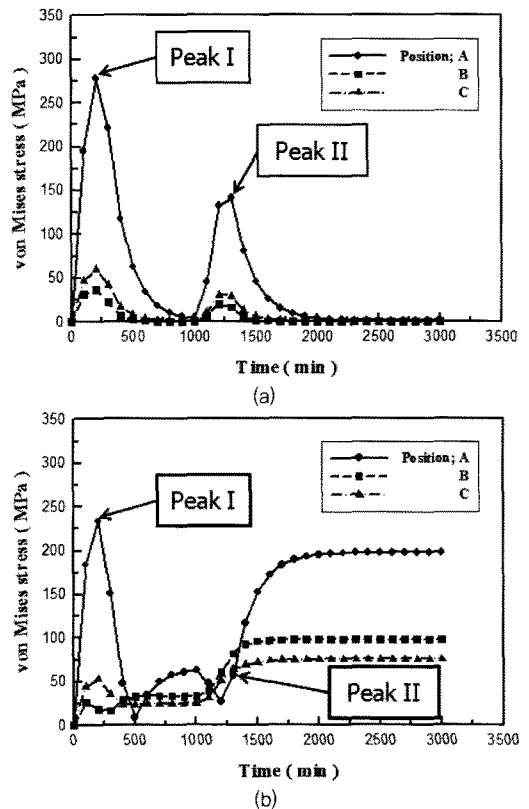 350
300
250
200
150
100
50
0
von Mises stress ( MPa )
Peak I
Peak II
Position; A
B
C
0 500 1000 1500 2000 2500 3000 3500
Time ( min )
(a)
350
300
250
200
150
100
50
0
von Mises stress ( MPa )
Peak I
Position; A
B
C
Peak II
0 500 1000 1500 2000 2500 3000 3500
Time ( min )
(b)